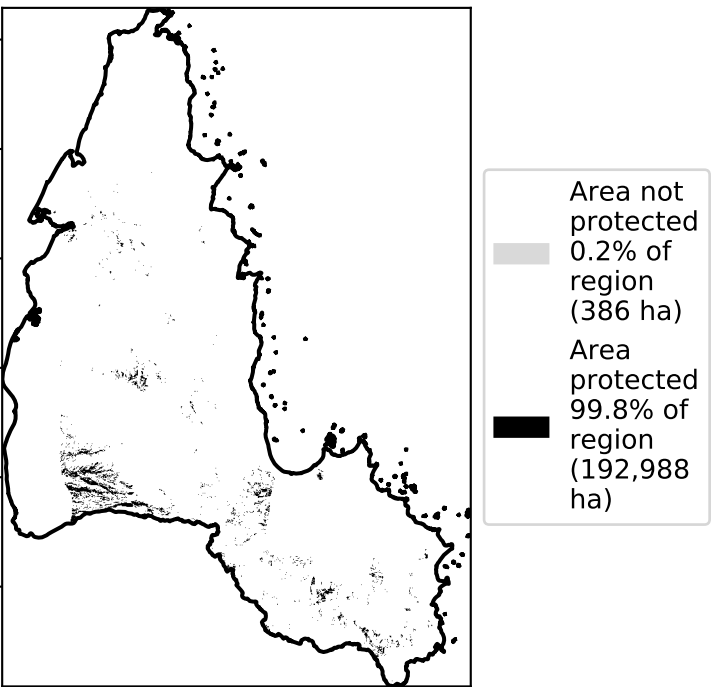 Area not
protected
0.2% of
region
(386 ha)
Area
protected
99.8% of
region
(192,988
ha)